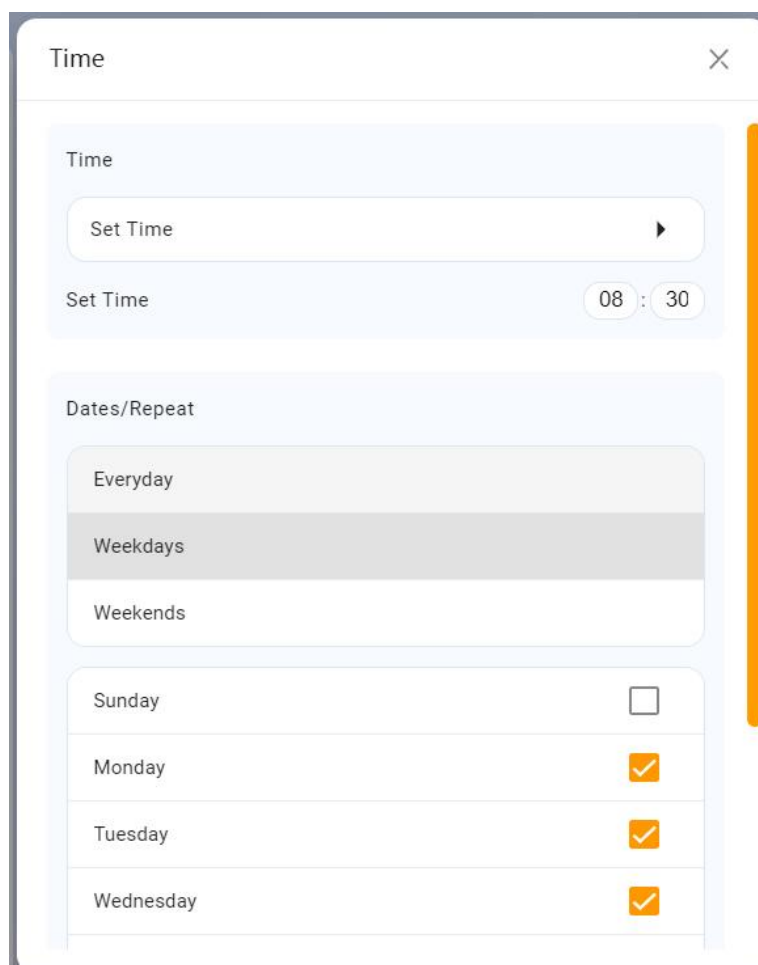 Time
Time
Set Time
Set Time 08 : 30
Dates/Repeat
Everyday
Weekdays
Weekends
Sunday
Monday
Tuesday
Wednesday